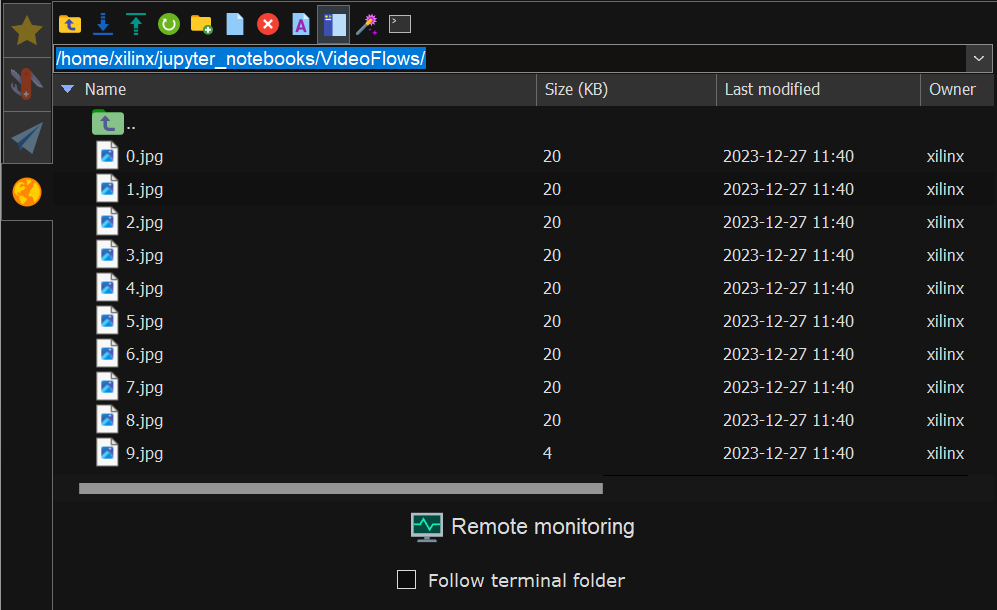 /home/xilinx/jupyter_notebooks/VideoFlows/
Name Size (KB) Last modified Owner
..
0.jpg 20 2023-12-27 11:40 xilinx
1.jpg 20 2023-12-27 11:40 xilinx
2.jpg 20 2023-12-27 11:40 xilinx
3.jpg 20 2023-12-27 11:40 xilinx
4.jpg 20 2023-12-27 11:40 xilinx
5.jpg 20 2023-12-27 11:40 xilinx
6.jpg 20 2023-12-27 11:40 xilinx
7.jpg 20 2023-12-27 11:40 xilinx
8.jpg 20 2023-12-27 11:40 xilinx
9.jpg 4 2023-12-27 11:40 xilinx
Remote monitoring
Follow terminal folder